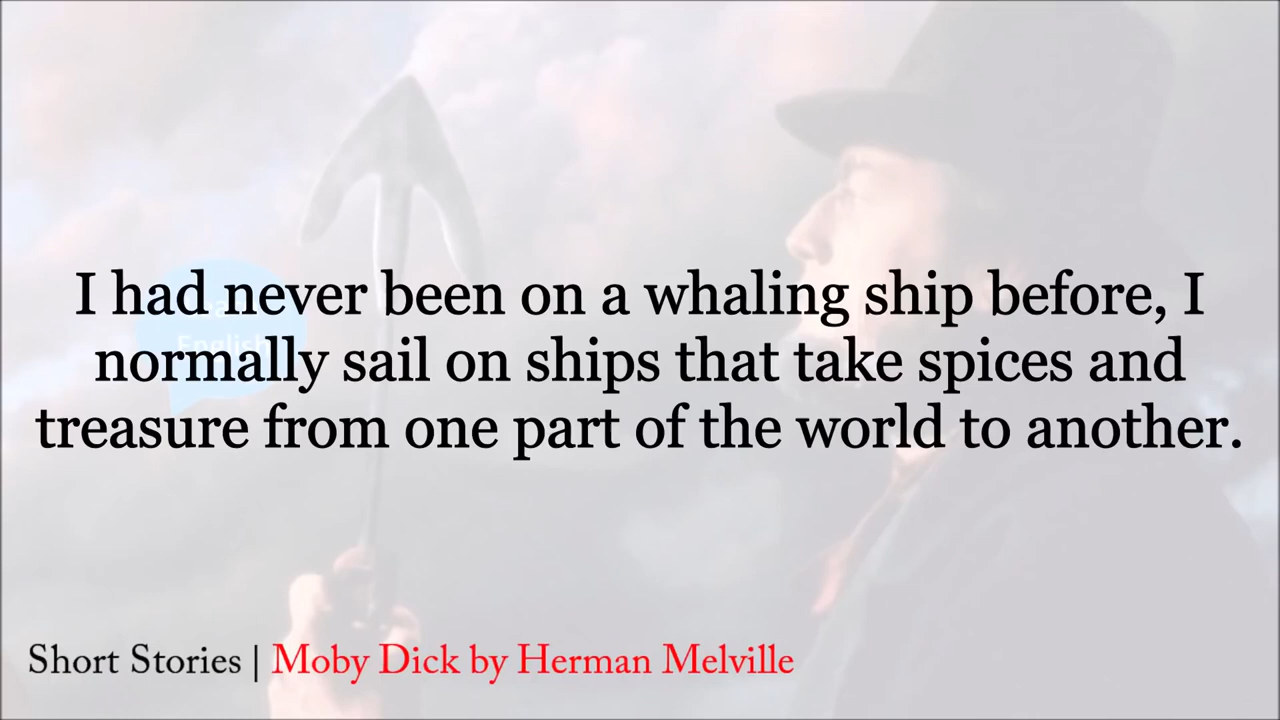 I had never been on a whaling ship before, I
normally sail on ships that take spices and
treasure from one part of the world to another.
English
Short Stories | Moby Dick by Herman Melville